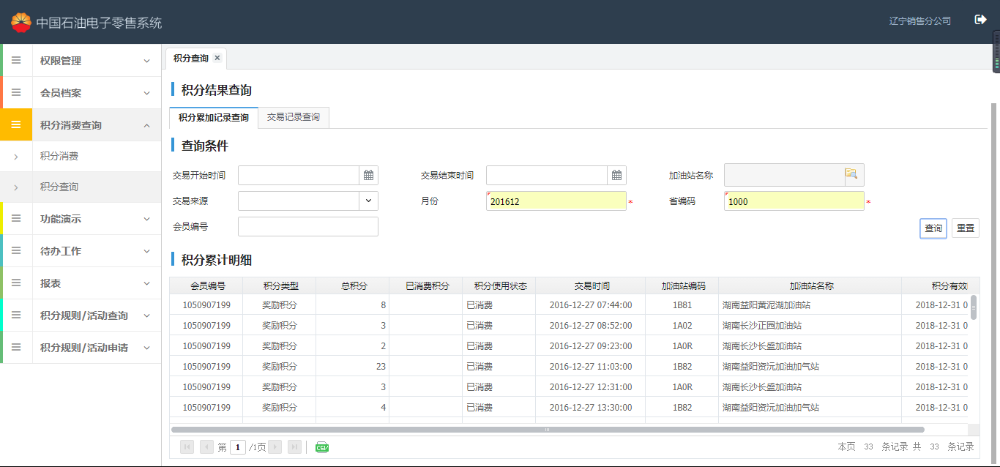 中国石油电子零售系统
辽宁销售分公司
权限管理
会员档案
积分消费查询
积分消费
积分查询
功能演示
待办工作
报表
积分规则/活动查询
积分规则/活动申请
积分查询 ×
积分结果查询
积分累加记录查询 交易记录查询
查询条件
交易开始时间 交易结束时间 加油站名称
交易来源 月份 201612 * 省编码 1000 *
会员编号
查询 重置
积分累计明细
会员编号 积分类型 总积分 已消费积分 积分使用状态 交易时间 加油站编码 加油站名称 积分有效
1050907199 奖励积分 8 已消费 2016-12-27 07:44:00 1B81 湖南益阳黄泥湖加油站 2018-12-31 0
1050907199 奖励积分 3 已消费 2016-12-27 08:52:00 1A02 湖南长沙正园加油站 2018-12-31 0
1050907199 奖励积分 2 已消费 2016-12-27 09:23:00 1A0R 湖南长沙长盛加油站 2018-12-31 0
1050907199 奖励积分 23 已消费 2016-12-27 11:03:00 1B82 湖南益阳资沅加油加气站 2018-12-31 0
1050907199 奖励积分 3 已消费 2016-12-27 12:31:00 1A0R 湖南长沙长盛加油站 2018-12-31 0
1050907199 奖励积分 4 已消费 2016-12-27 13:30:00 1B82 湖南益阳资沅加油加气站 2018-12-31 0
第 1 /1页 CSV 本页 33 条记录 共 33 条记录